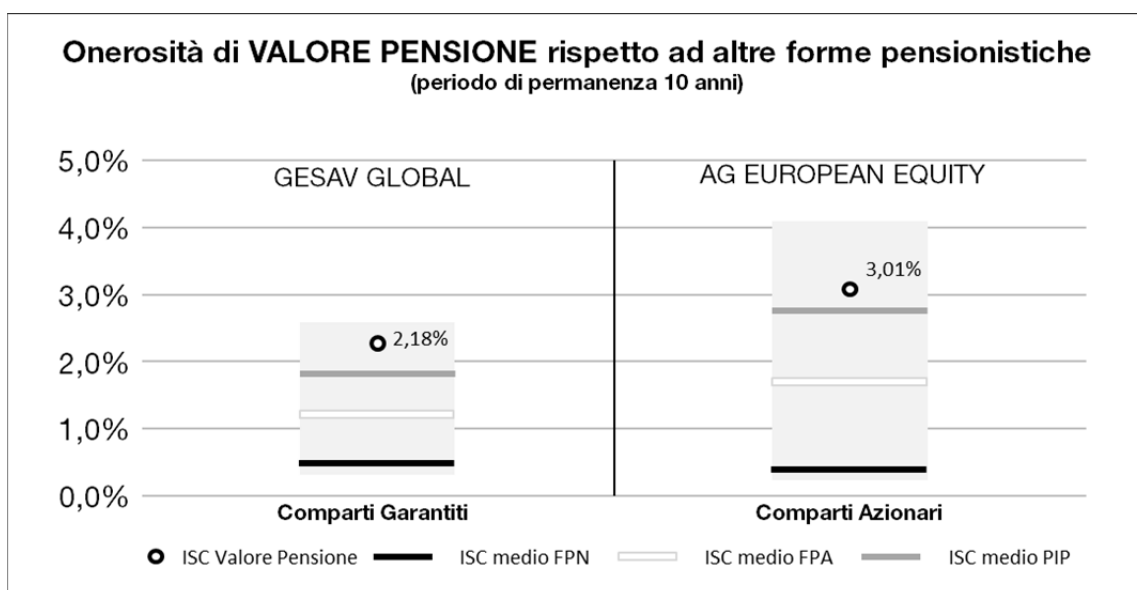 Onerosità di VALORE PENSIONE rispetto ad altre forme pensionistiche
(periodo di permanenza 10 anni)
5,0%
GESAV GLOBAL
AG EUROPEAN EQUITY
4,0%
3,01%
3,0%
2,18%
2,0%
1,0%
0,0%
Comparti Garantiti
Comparti Azionari
ISC Valore Pensione
ISC medio FPN
ISC medio FPA
ISC medio PIP